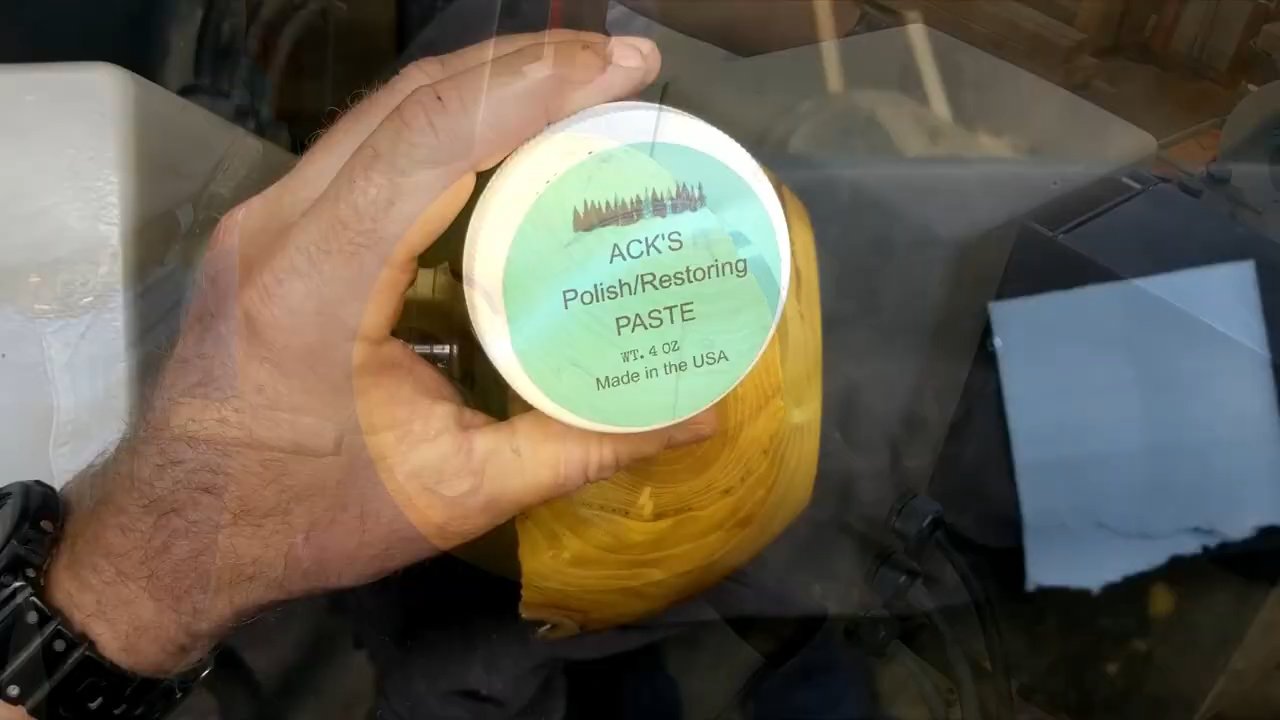 ACK'S
Polish/Restoring
PASTE
WT. 4 OZ
Made in the USA